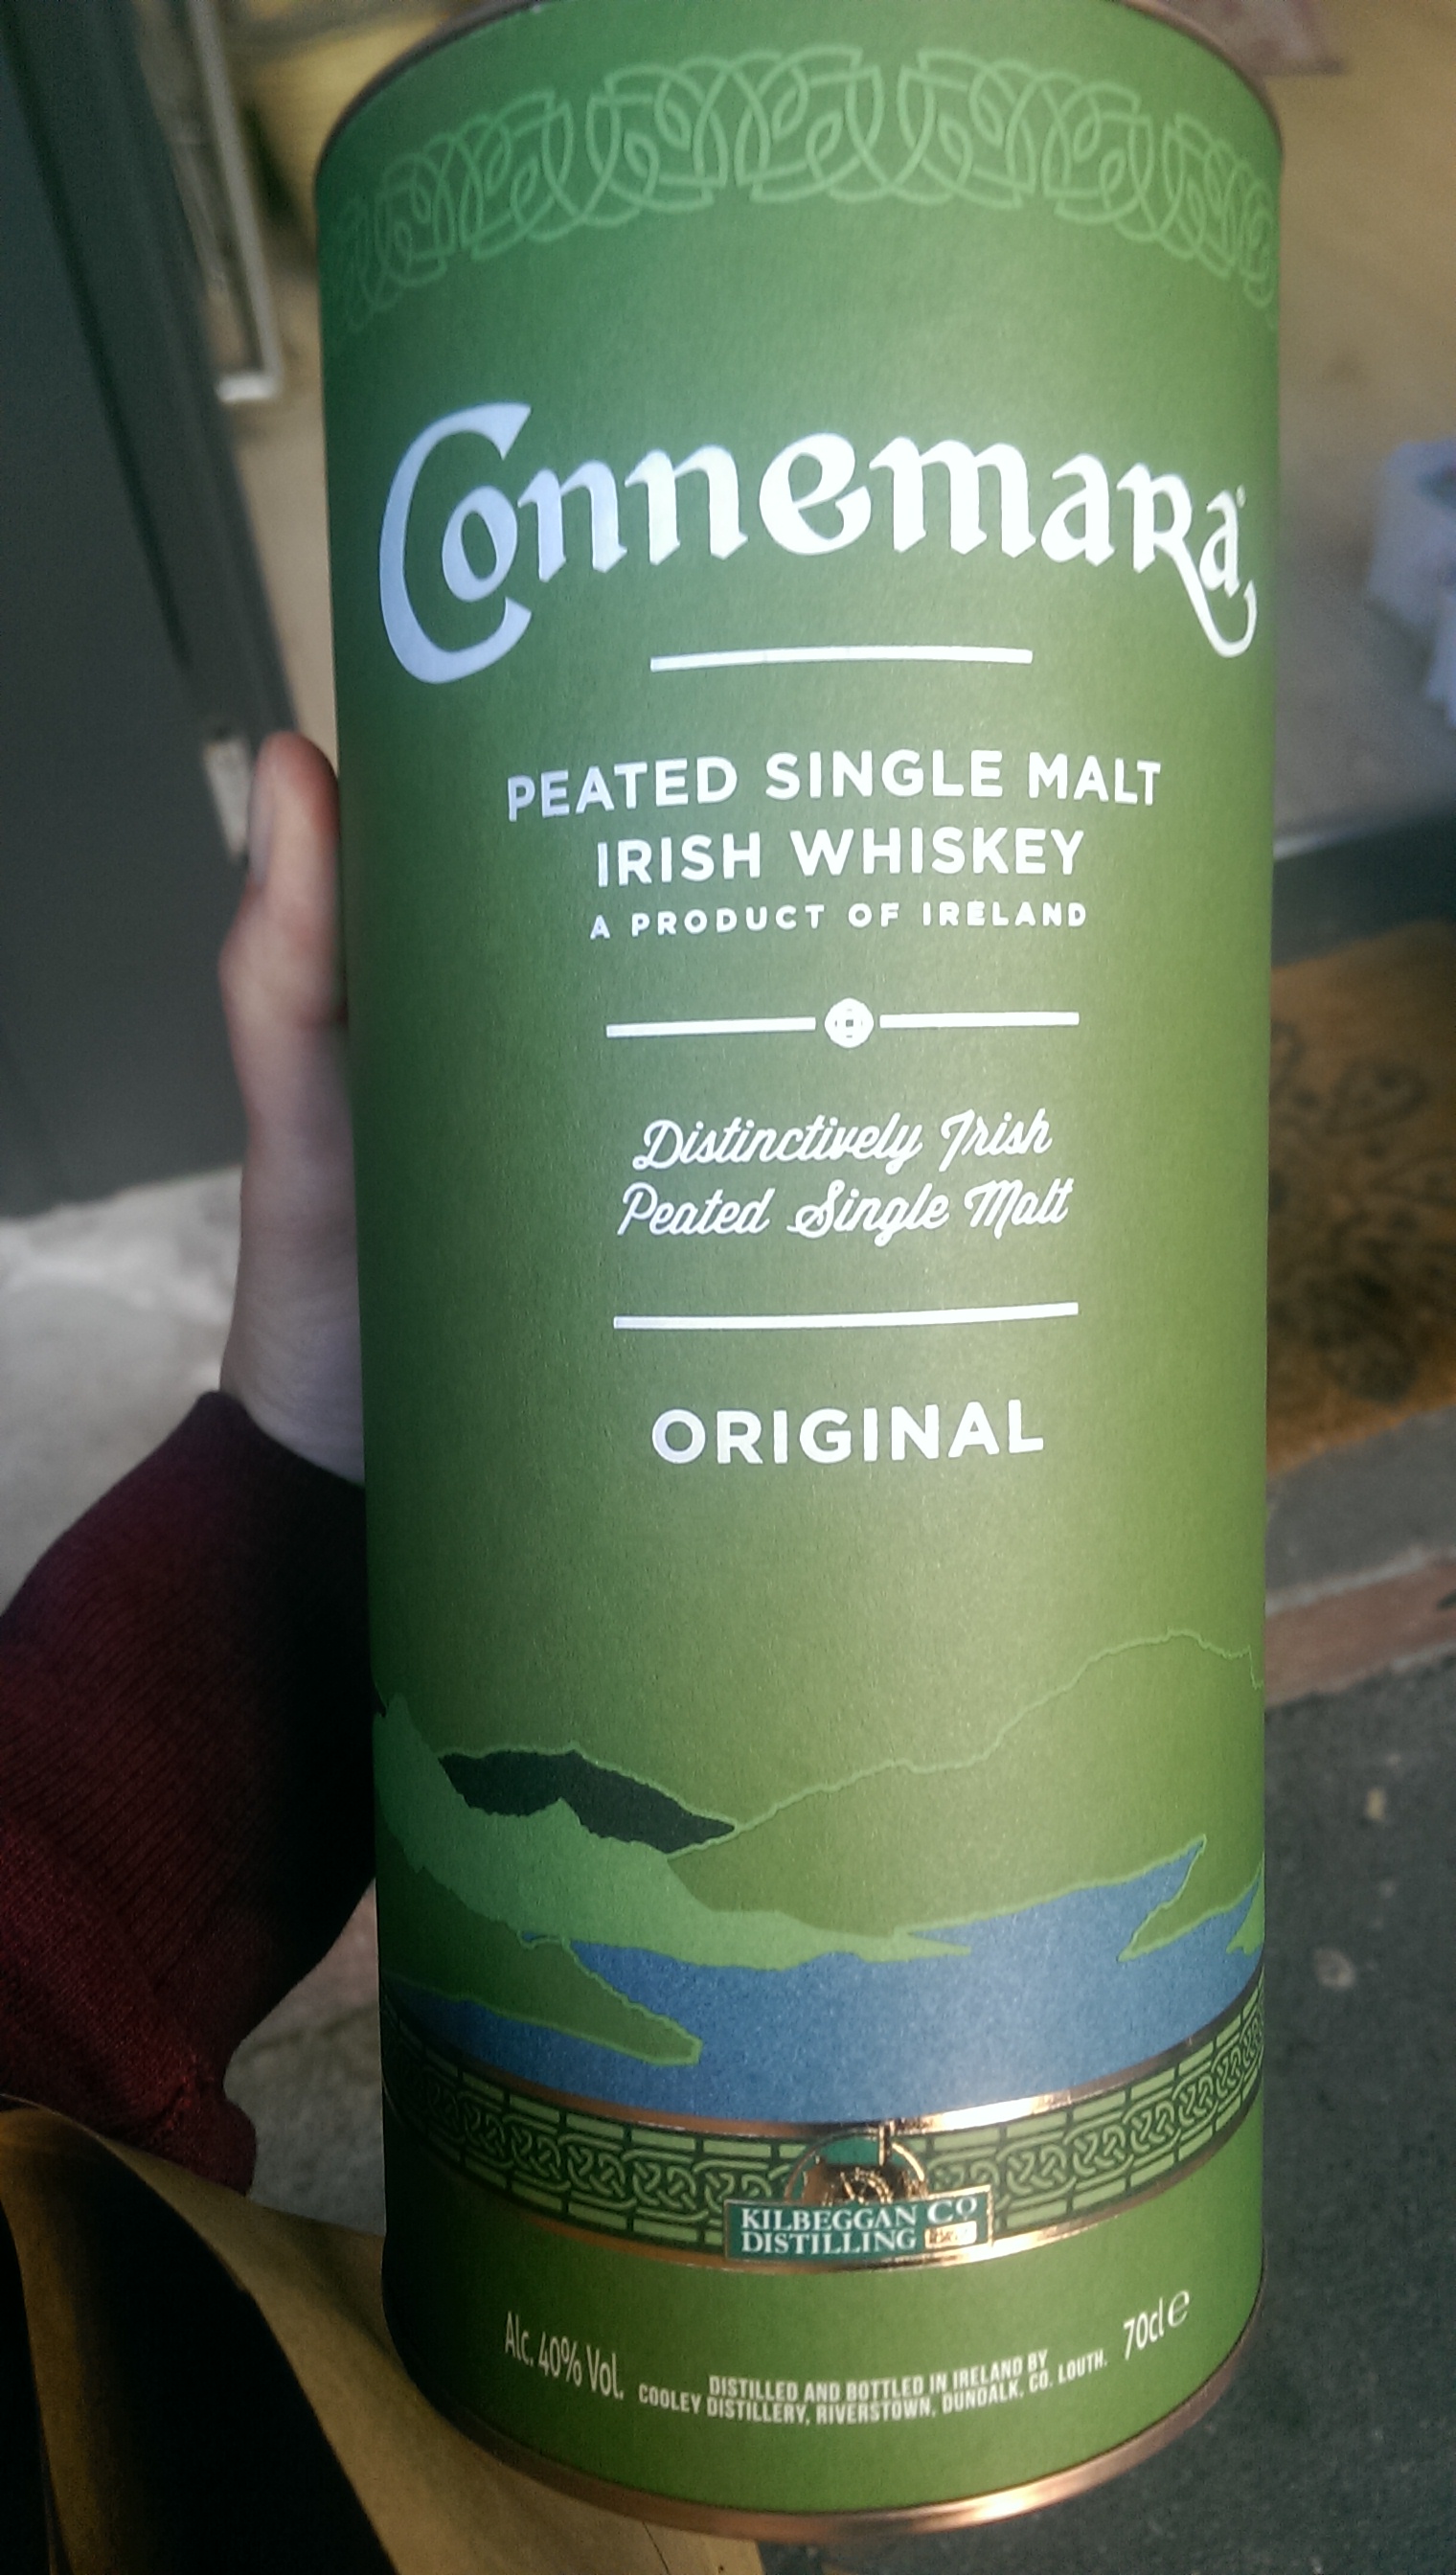 Connemara
PEATED SINGLE MALT
IRISH WHISKEY
A PRODUCT OF IRELAND
Distinctively Irish
Peated Single Malt
ORIGINAL
KILBEGGAN
DISTILLING CO
Alc. 40% Vol.
DISTILLED AND BOTTLED IN IRELAND BY
COOLEY DISTILLERY, RIVERSTOWN, DUNDALK, CO. LOUTH.
70cl e